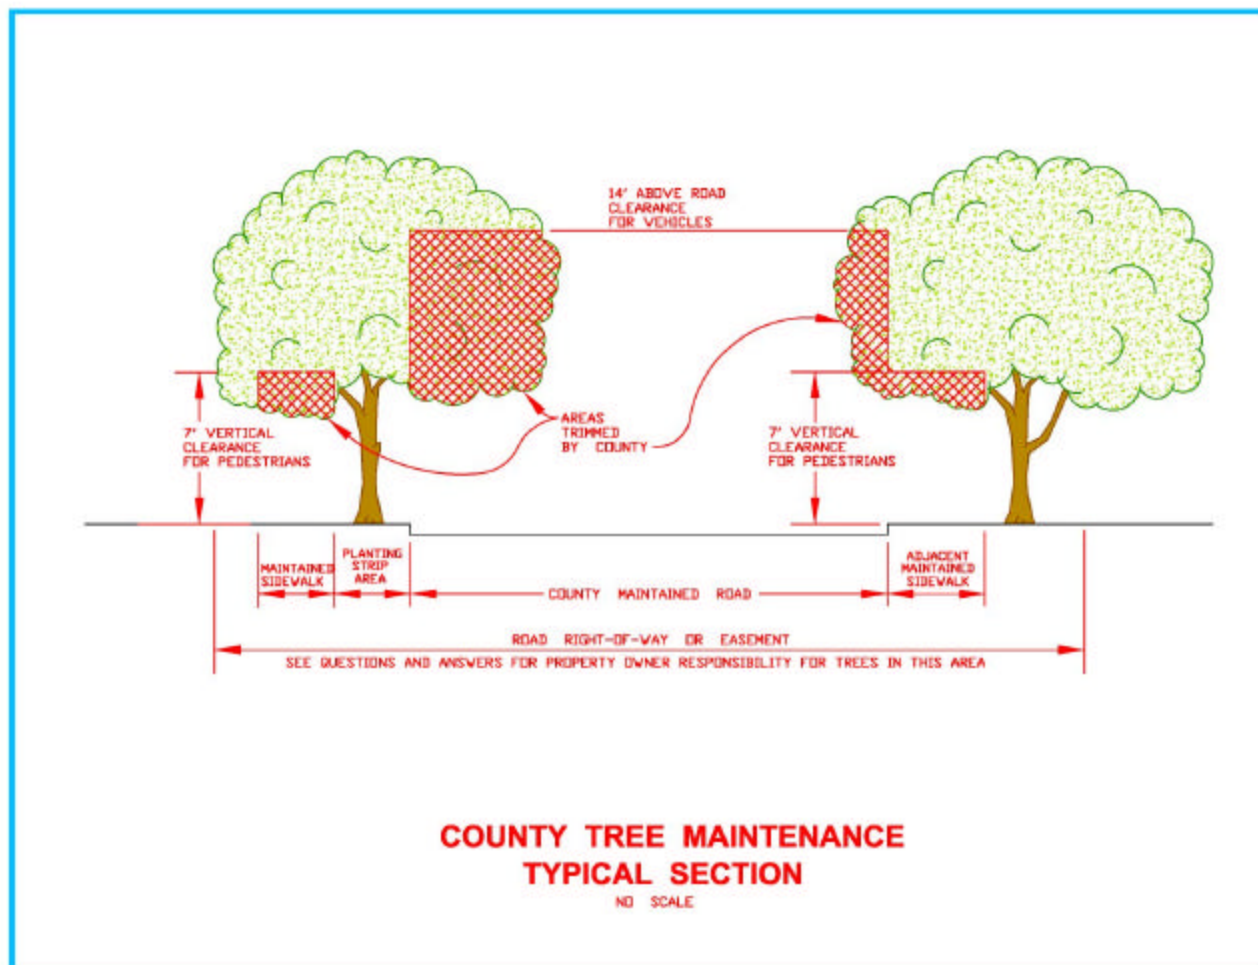 14' ABOVE ROAD
CLEARANCE
FOR VEHICLES
7' VERTICAL
CLEARANCE
FOR PEDESTRIANS
AREAS
TRIMMED
BY COUNTY
7' VERTICAL
CLEARANCE
FOR PEDESTRIANS
MAINTAINED
SIDEWALK
PLANTING
STRIP
AREA
COUNTY MAINTAINED ROAD
ADJACENT
MAINTAINED
SIDEWALK
ROAD RIGHT-OF-WAY OR EASEMENT
SEE QUESTIONS AND ANSWERS FOR PROPERTY OWNER RESPONSIBILITY FOR TREES IN THIS AREA
COUNTY TREE MAINTENANCE
TYPICAL SECTION
NO SCALE